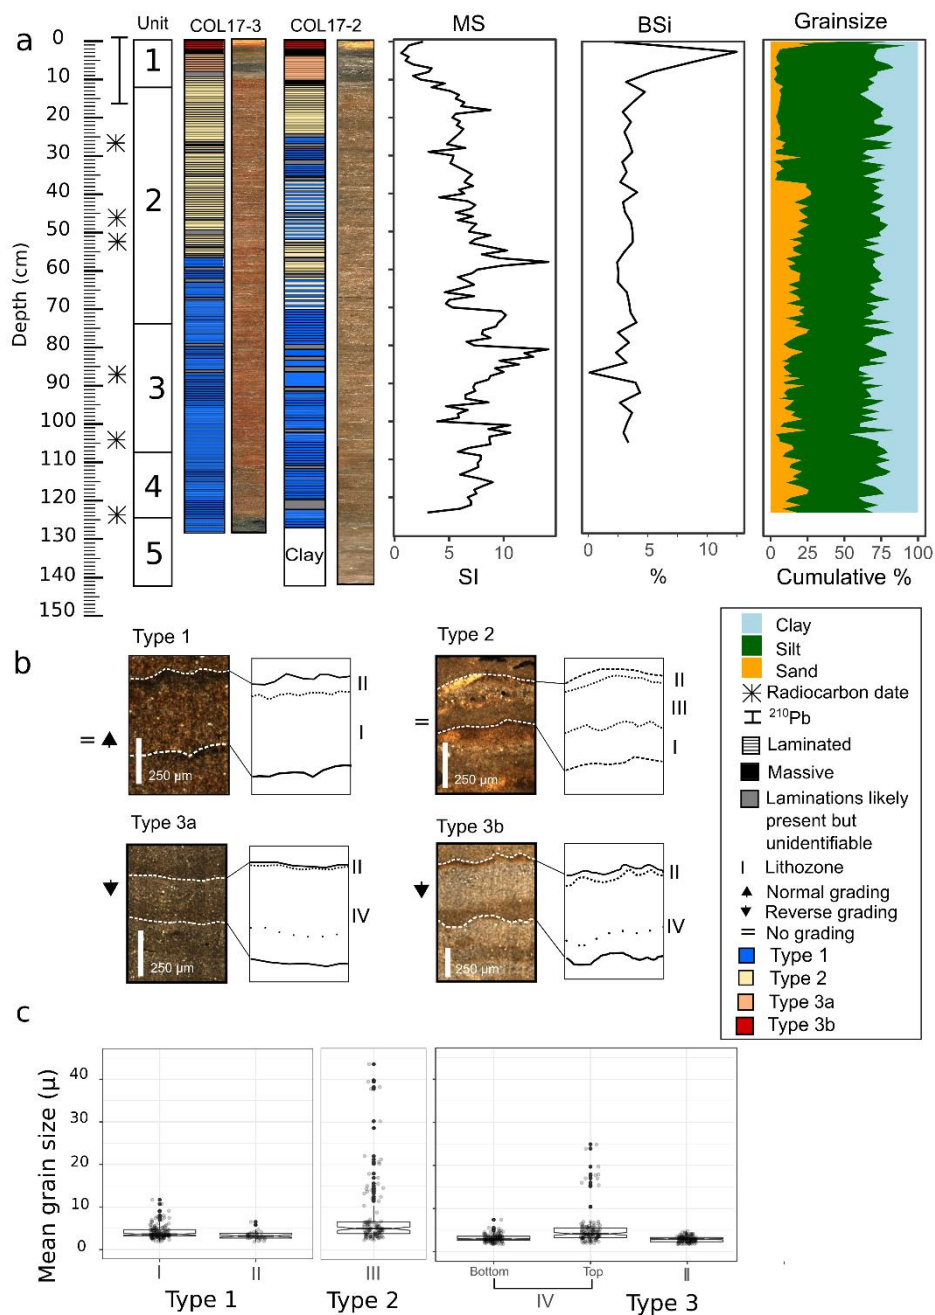 a
Unit
COL17-3
COL17-2
MS
BSi
Grainsize
Depth (cm)
0
10
20
30
40
50
60
70
80
90
100
110
120
130
140
150
1
2
3
4
5
Clay
0
5
10
SI
0
5
10
%
0
25
50
75
100
Cumulative %
b
Type 1
250 µm
II
I
=
Type 2
250 µm
II
III
I
=
Type 3a
250 µm
II
IV
Type 3b
250 µm
II
IV
Clay
Silt
Sand
Radiocarbon date
²¹⁰Pb
Laminated
Massive
Laminations likely
present but
unidentifiable
I Lithozone
Normal grading
Reverse grading
= No grading
Type 1
Type 2
Type 3a
Type 3b
c
Mean grain size (µ)
40
30
20
10
0
I
II
Type 1
III
Type 2
Bottom
Top
IV
II
Type 3